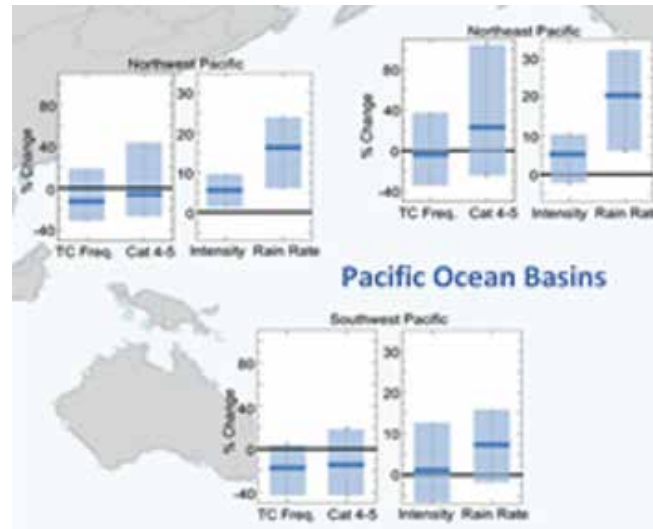 Northwest Pacific
% Change
80
40
0
-40
TC Freq. Cat 4-5
30
20
10
0
Intensity Rain Rate
Northeast Pacific
% Change
80
40
0
-40
TC Freq. Cat 4-5
30
20
10
0
Intensity Rain Rate
Pacific Ocean Basins
Southwest Pacific
% Change
80
40
0
-40
TC Freq. Cat 4-5
30
20
10
0
Intensity Rain Rate